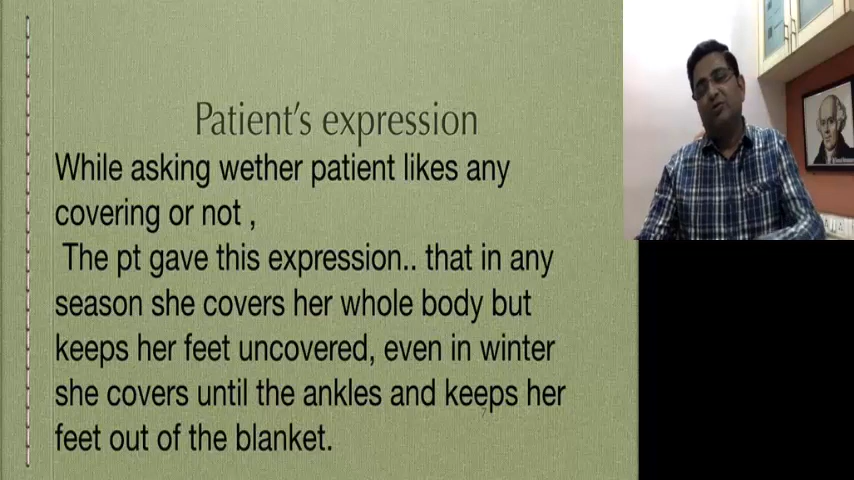 Patient's expression
While asking wether patient likes any
covering or not ,
The pt gave this expression.. that in any
season she covers her whole body but
keeps her feet uncovered, even in winter
she covers until the ankles and keeps her
7
feet out of the blanket.